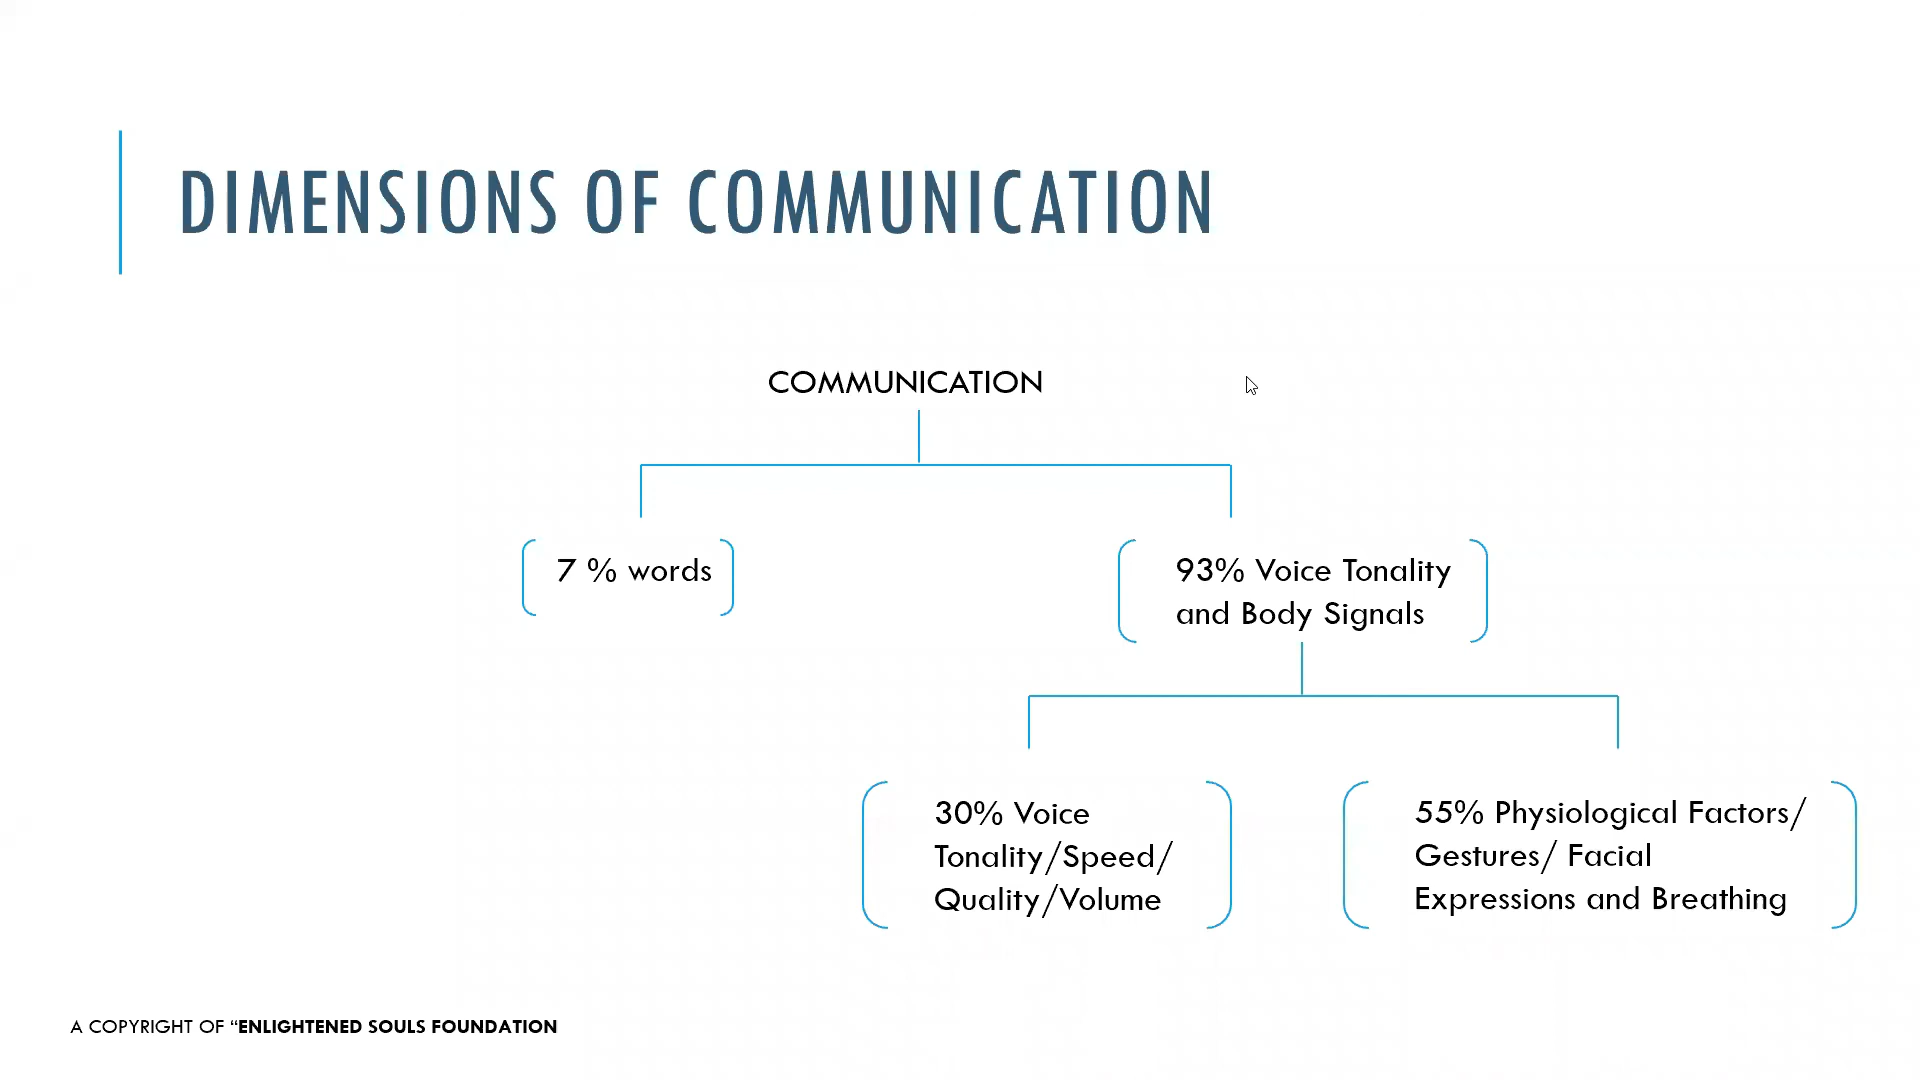 DIMENSIONS OF COMMUNICATION
COMMUNICATION
7 % words
93% Voice Tonality
and Body Signals
30% Voice
Tonality/Speed/
Quality/Volume
55% Physiological Factors/
Gestures/ Facial
Expressions and Breathing
A COPYRIGHT OF “ENLIGHTENED SOULS FOUNDATION